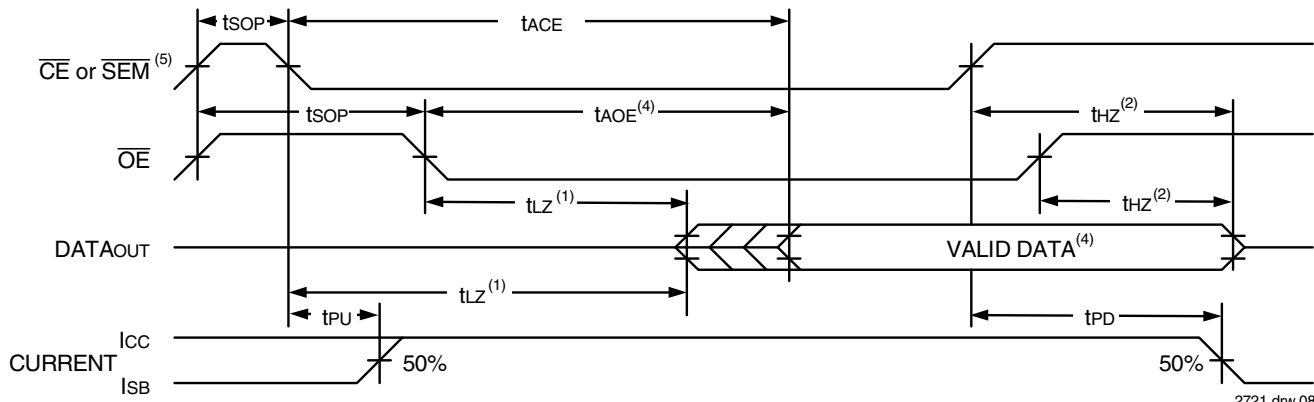 tSOP tACE
CE or SEM (5)
tSOP tAOE(4) tHZ(2)
OE
tLZ(1) tHZ(2)
DATAOUT VALID DATA(4)
tLZ(1)
tPU tPD
ICC
CURRENT 50% 50%
ISB
2721 drw 08